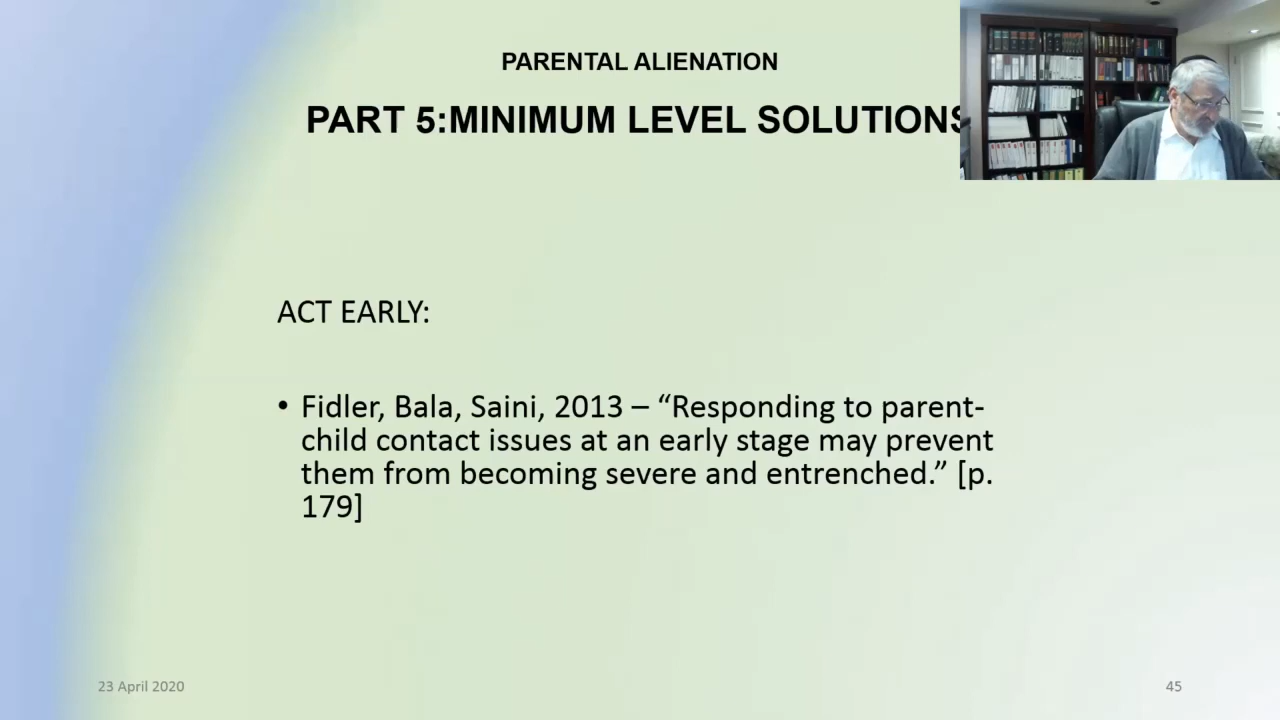 PARENTAL ALIENATION
PART 5:MINIMUM LEVEL SOLUTIONS
ACT EARLY:
• Fidler, Bala, Saini, 2013 – “Responding to parent-
child contact issues at an early stage may prevent
them from becoming severe and entrenched.” [p.
179]
23 April 2020
45